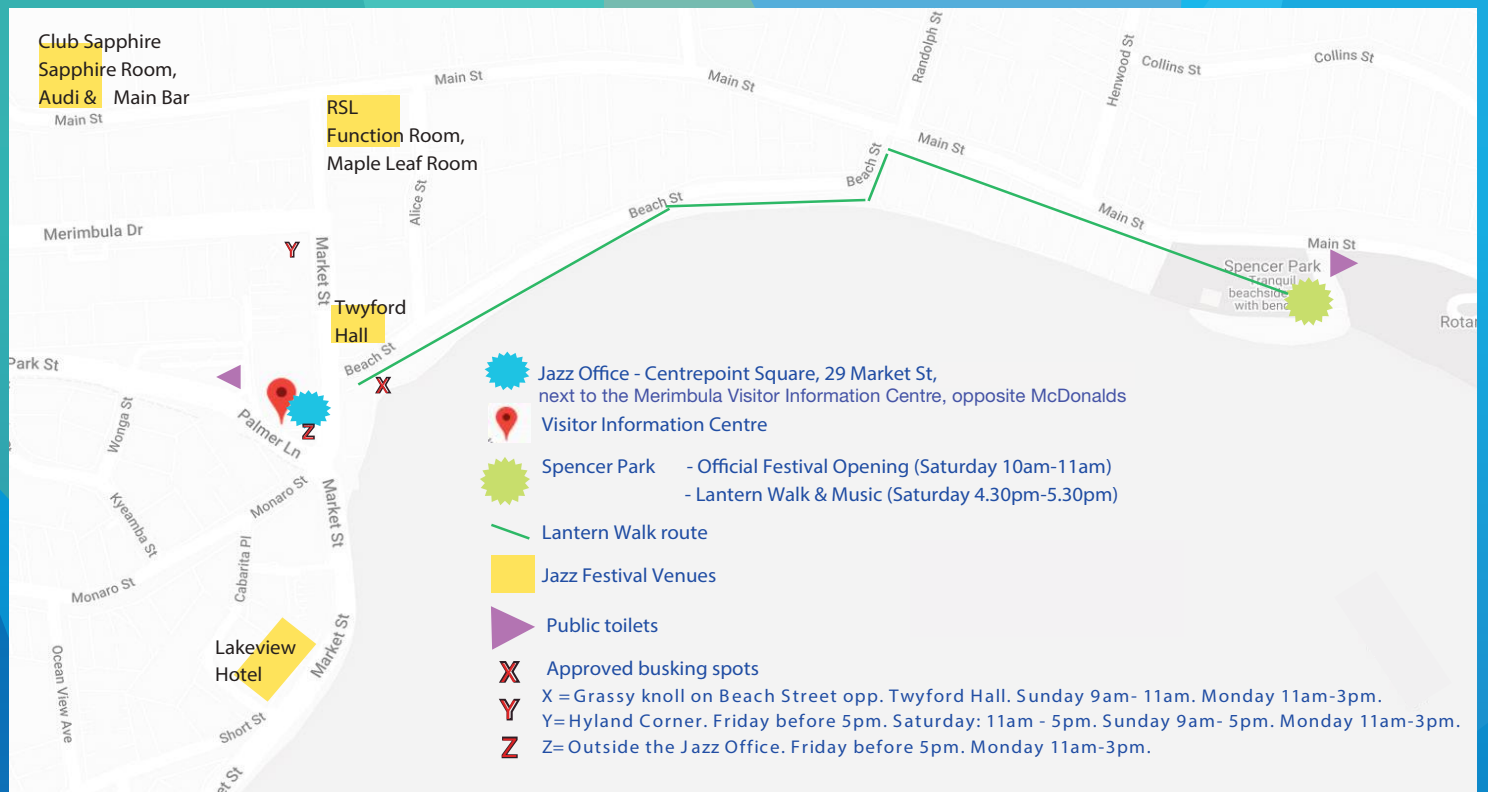 Club Sapphire
Sapphire Room,
Audi & Main Bar
Main St
Main St
Main St
Randolph St
Henwood St
Collins St
Collins St
RSL
Function Room,
Maple Leaf Room
Alice St
Beach St
Beach St
Main St
Main St
Main St
Merimbula Dr
Y
Market St
Spencer Park
Tranquil
beachside
Rotar
Twyford
Hall
Beach St
X
Park St
Wonga St
Palmer Ln
Z
Monaro St
Kyeamba St
Market St
Cabarita Pl
Monaro St
Ocean View Ave
Lakeview
Hotel
Market St
Short St
et St
Jazz Office - Centrepoint Square, 29 Market St,
next to the Merimbula Visitor Information Centre, opposite McDonalds
Visitor Information Centre
Spencer Park - Official Festival Opening (Saturday 10am-11am)
- Lantern Walk & Music (Saturday 4.30pm-5.30pm)
Lantern Walk route
Jazz Festival Venues
Public toilets
X Approved busking spots
X =Grassy knoll on Beach Street opp. Twyford Hall. Sunday 9am- 11am. Monday 11am-3pm.
Y Y=Hyland Corner. Friday before 5pm. Saturday: 11am - 5pm. Sunday 9am- 5pm. Monday 11am-3pm.
Z Z=Outside the Jazz Office. Friday before 5pm. Monday 11am-3pm.